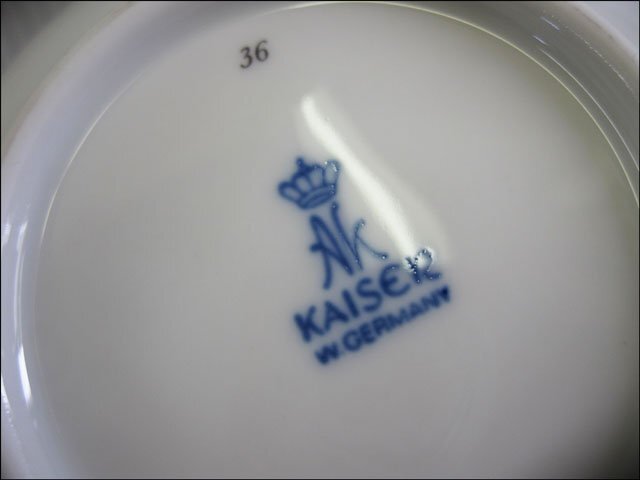 36
AK
KAISER
W. GERMANY